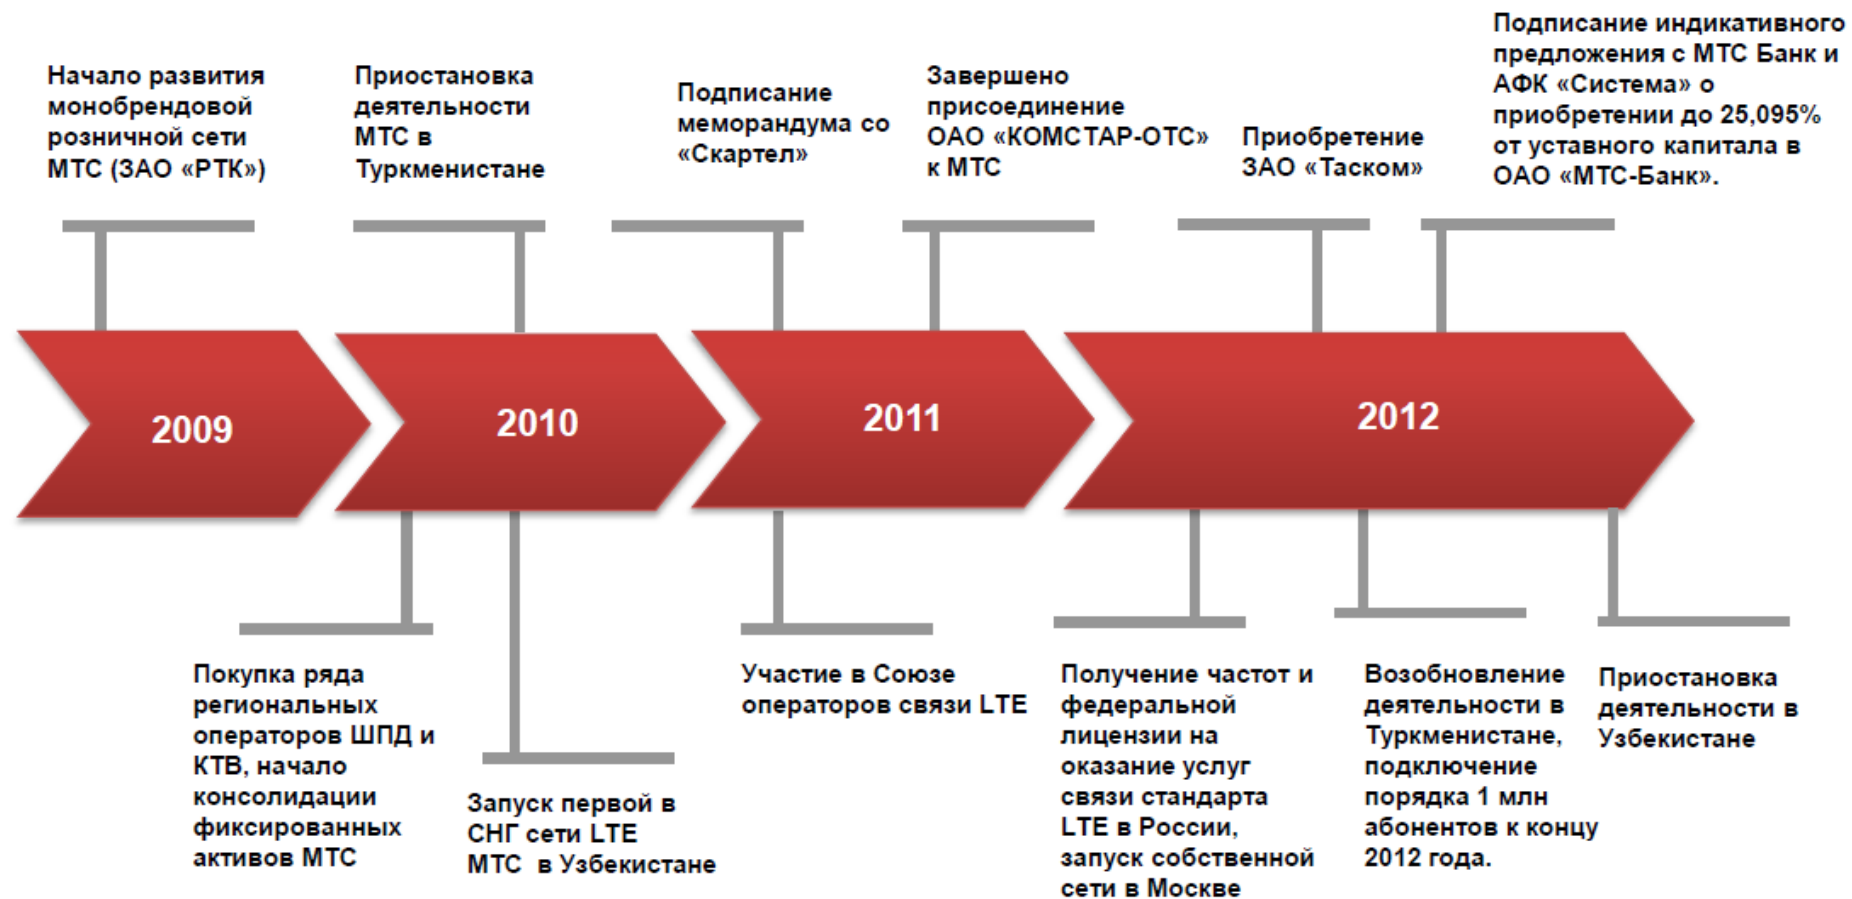 Начало развития
монобрендовой
розничной сети
МТС (ЗАО «РТК»)
Приостановка
деятельности
МТС в
Туркменистане
Подписание
меморандума со
«Скартел»
Завершено
присоединение
ОАО «КОМСТАР-ОТС»
к МТС
Приобретение
ЗАО «Таском»
Подписание индикативного
предложения с МТС Банк и
АФК «Система» о
приобретении до 25,095%
от уставного капитала в
ОАО «МТС-Банк».
2009
2010
2011
2012
Покупка ряда
региональных
операторов ШПД и
КТВ, начало
консолидации
фиксированных
активов МТС
Запуск первой в
СНГ сети LTE
МТС в Узбекистане
Участие в Союзе
операторов связи LTE
Получение частот и
федеральной
лицензии на
оказание услуг
связи стандарта
LTE в России,
запуск собственной
сети в Москве
Возобновление
деятельности в
Туркменистане,
подключение
порядка 1 млн
абонентов к концу
2012 года.
Приостановка
деятельности в
Узбекистане